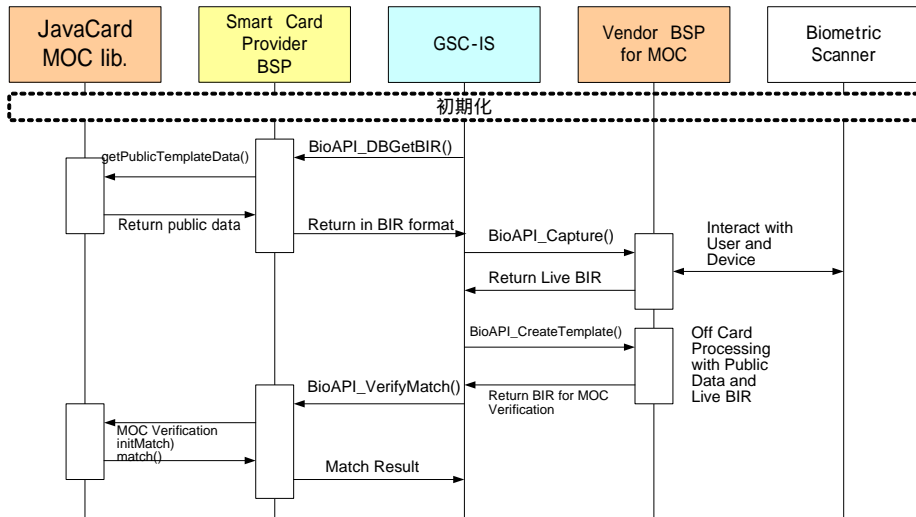 JavaCard
MOC lib.
Smart Card
Provider
BSP
GSC-IS
Vendor BSP
for MOC
Biometric
Scanner
初期化
getPublicTemplateData()
BioAPI_DBGetBIR()
Return public data
Return in BIR format
BioAPI_Capture()
Interact with
User and
Device
Return Live BIR
BioAPI_CreateTemplate()
Off Card
Processing
with Public
Data and
Live BIR
BioAPI_VerifyMatch()
Return BIR for MOC
Verification
MOC Verification
initMatch)
match()
Match Result